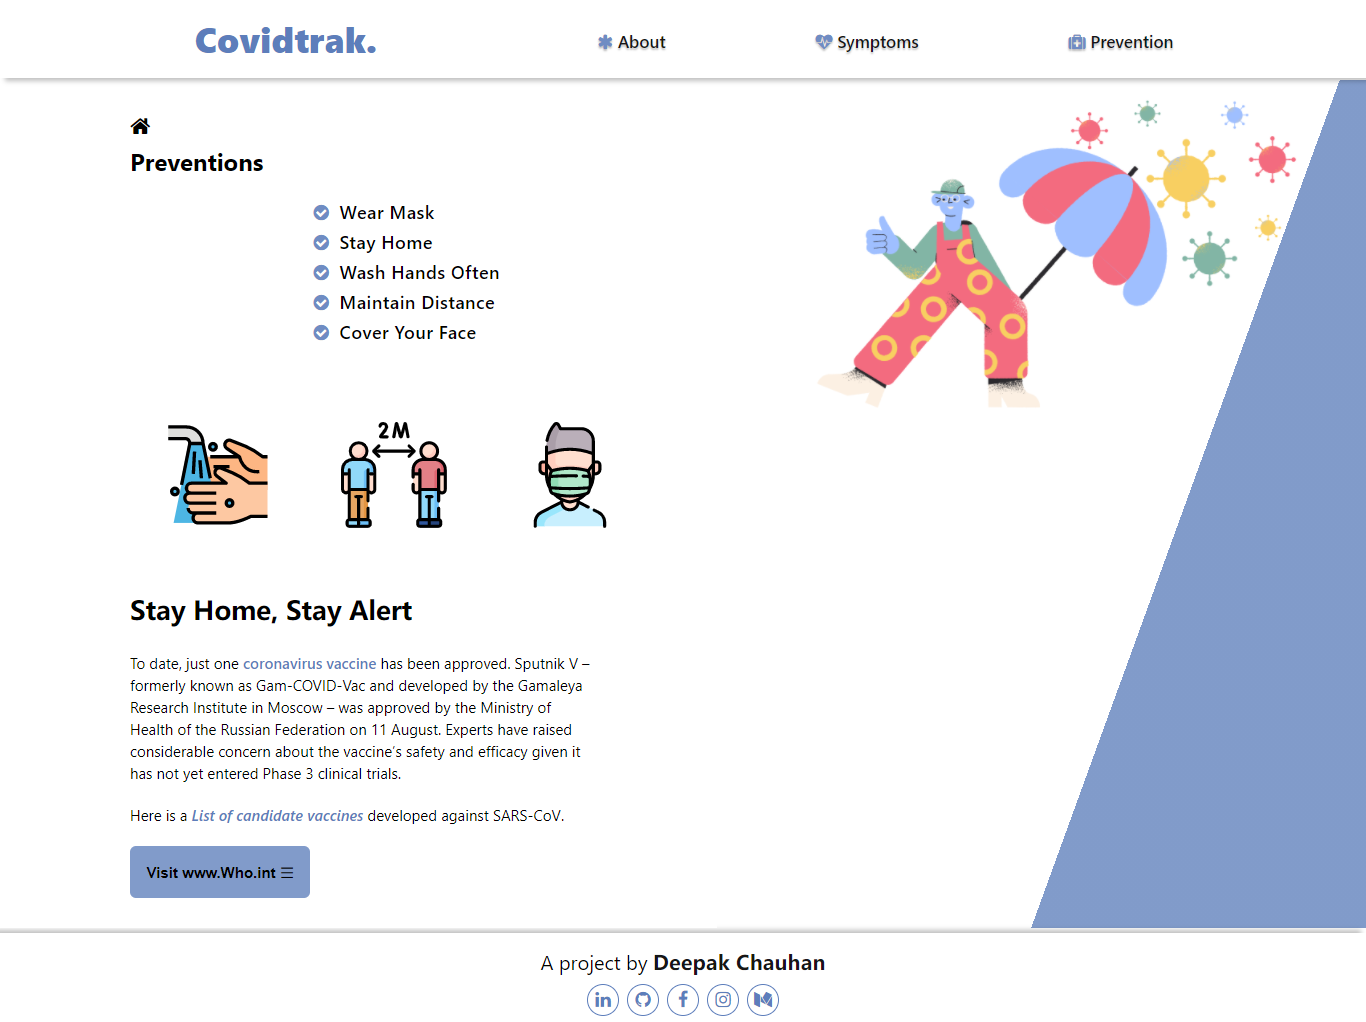 Covidtrak.
About
Symptoms
Prevention
Preventions
Wear Mask
Stay Home
Wash Hands Often
Maintain Distance
Cover Your Face
2M
Stay Home, Stay Alert
To date, just one coronavirus vaccine has been approved. Sputnik V –
formerly known as Gam-COVID-Vac and developed by the Gamaleya
Research Institute in Moscow – was approved by the Ministry of
Health of the Russian Federation on 11 August. Experts have raised
considerable concern about the vaccine's safety and efficacy given it
has not yet entered Phase 3 clinical trials.
Here is a List of candidate vaccines developed against SARS-CoV.
Visit www.Who.int
A project by Deepak Chauhan